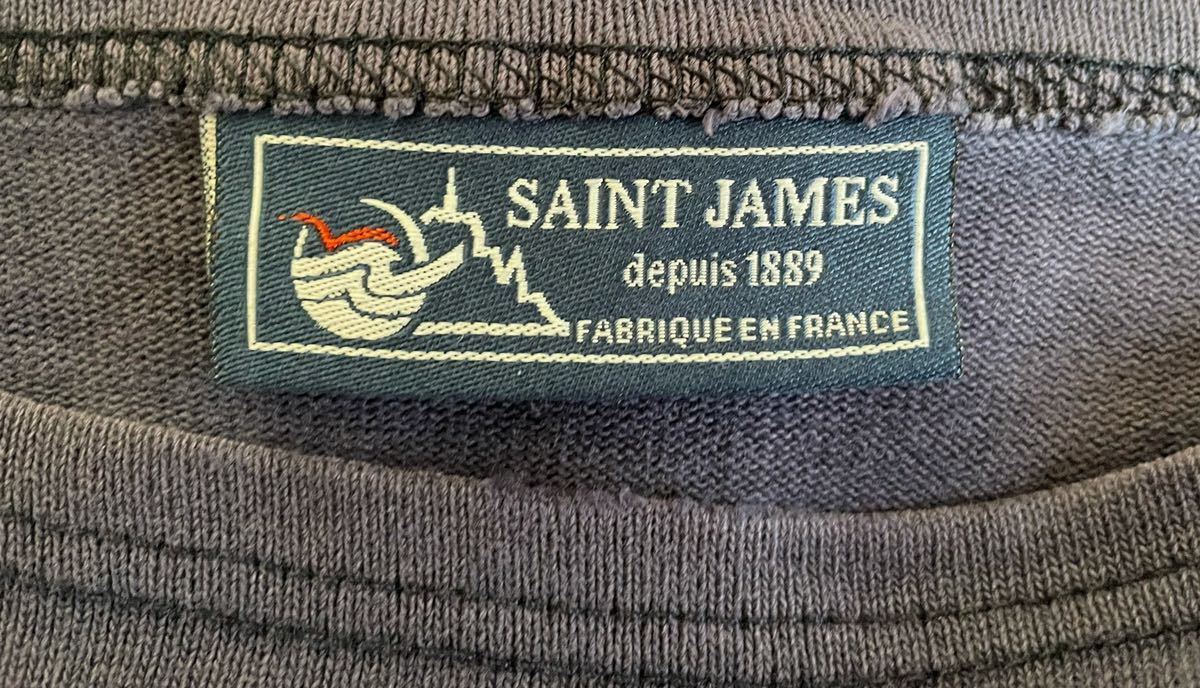 SAINT JAMES
depuis 1889
FABRIQUE EN FRANCE